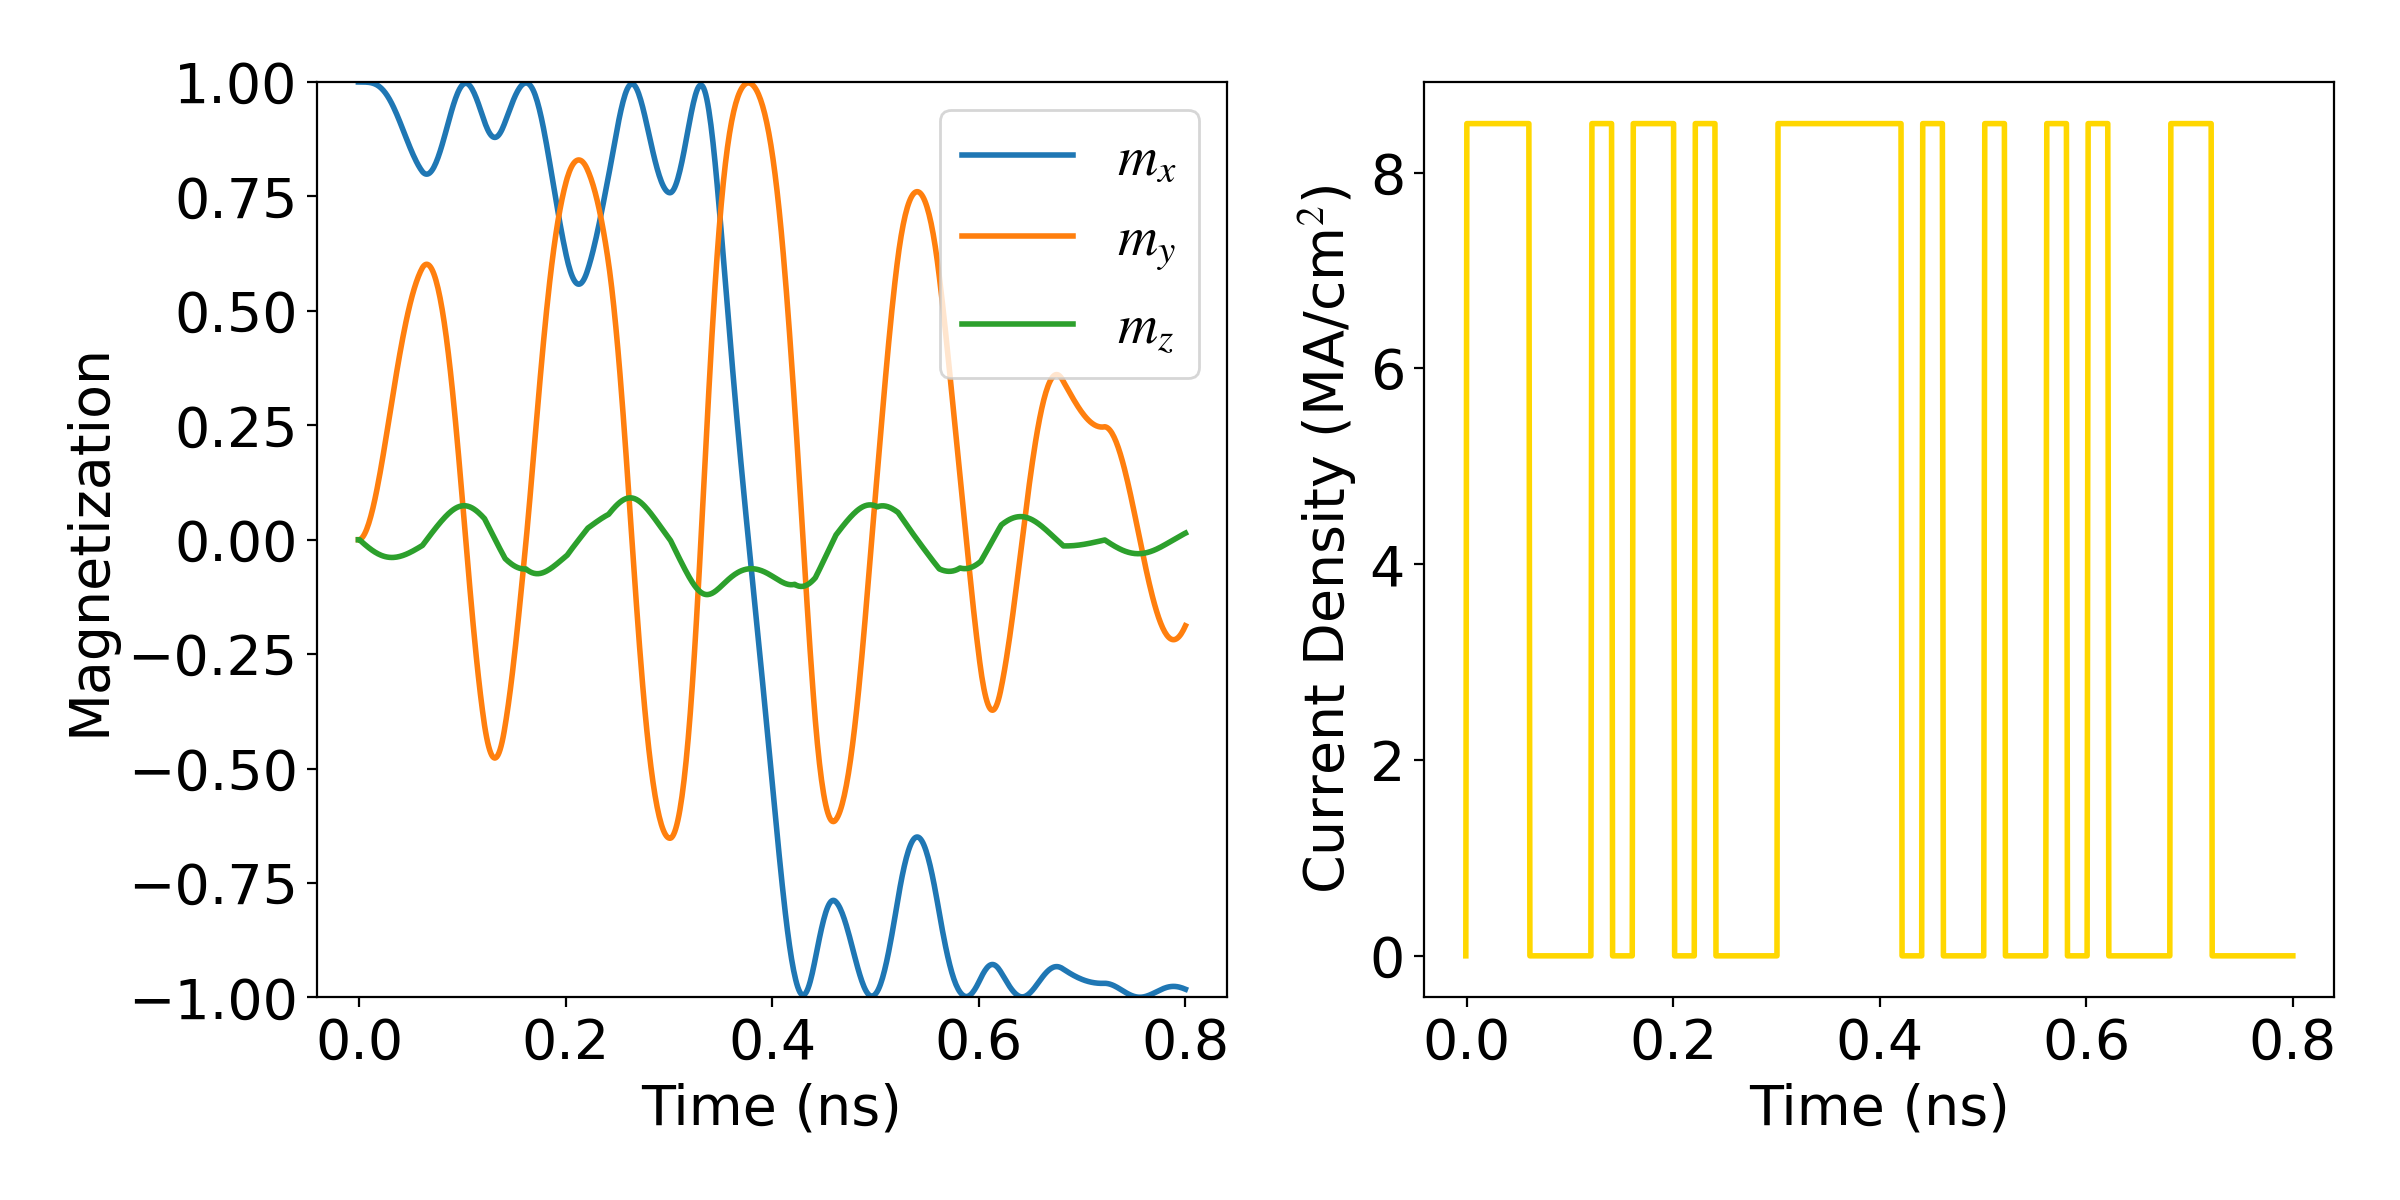 1.00
0.75
0.50
0.25
0.00
−0.25
−0.50
−0.75
−1.00
Magnetization
0.0 0.2 0.4 0.6 0.8
Time (ns)
mₓ
m_y
m_z
8
6
4
2
0
Current Density (MA/cm²)
0.0 0.2 0.4 0.6 0.8
Time (ns)